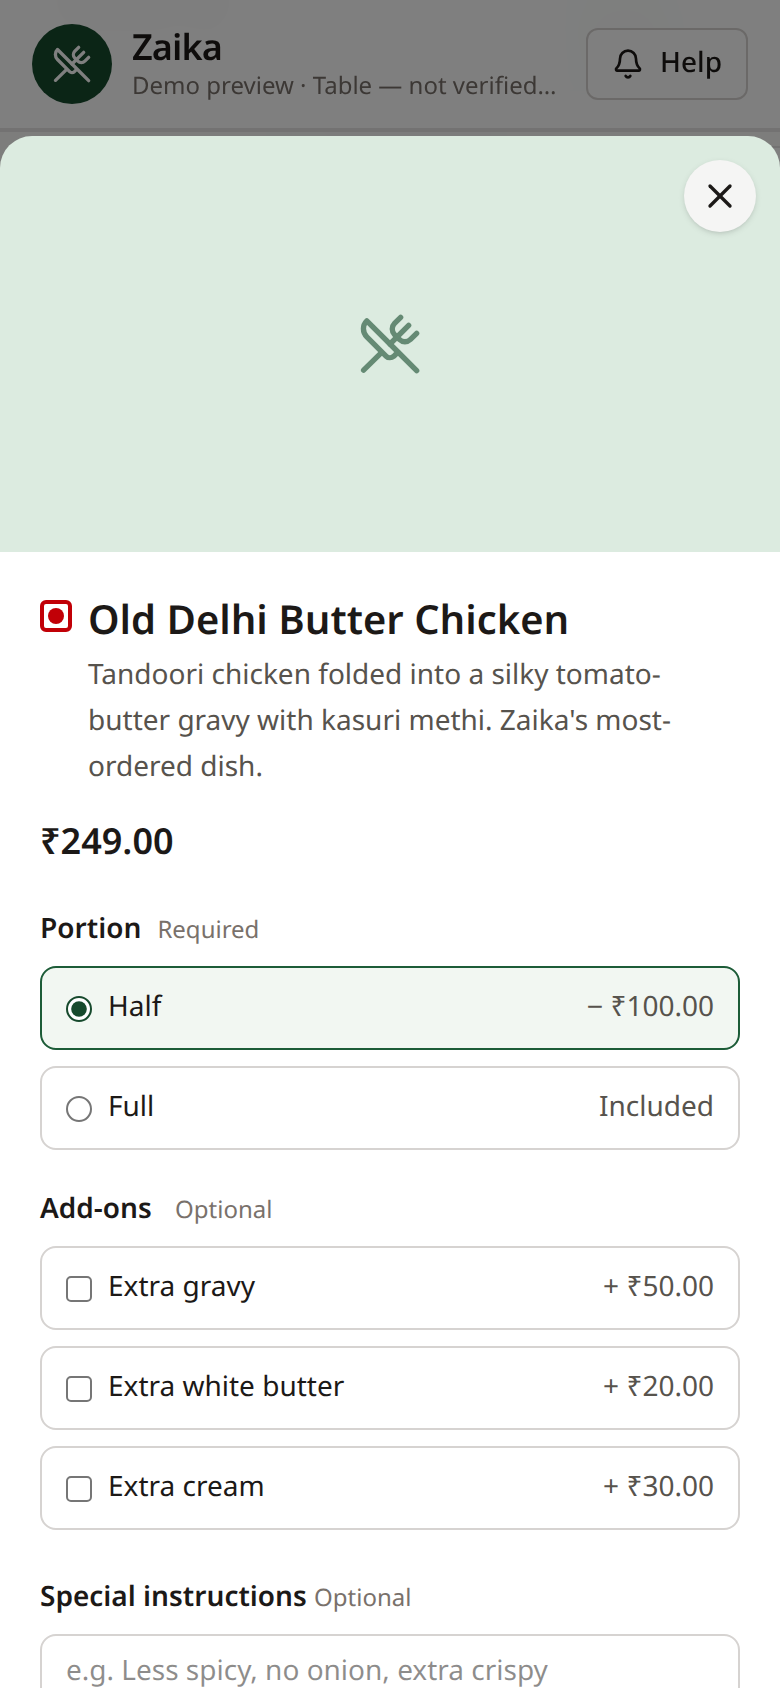 Zaika
Demo preview · Table — not verified…
Help
Old Delhi Butter Chicken
Tandoori chicken folded into a silky tomato-
butter gravy with kasuri methi. Zaika's most-
ordered dish.
₹249.00
Portion Required
Half − ₹100.00
Full Included
Add-ons Optional
Extra gravy + ₹50.00
Extra white butter + ₹20.00
Extra cream + ₹30.00
Special instructions Optional
e.g. Less spicy, no onion, extra crispy